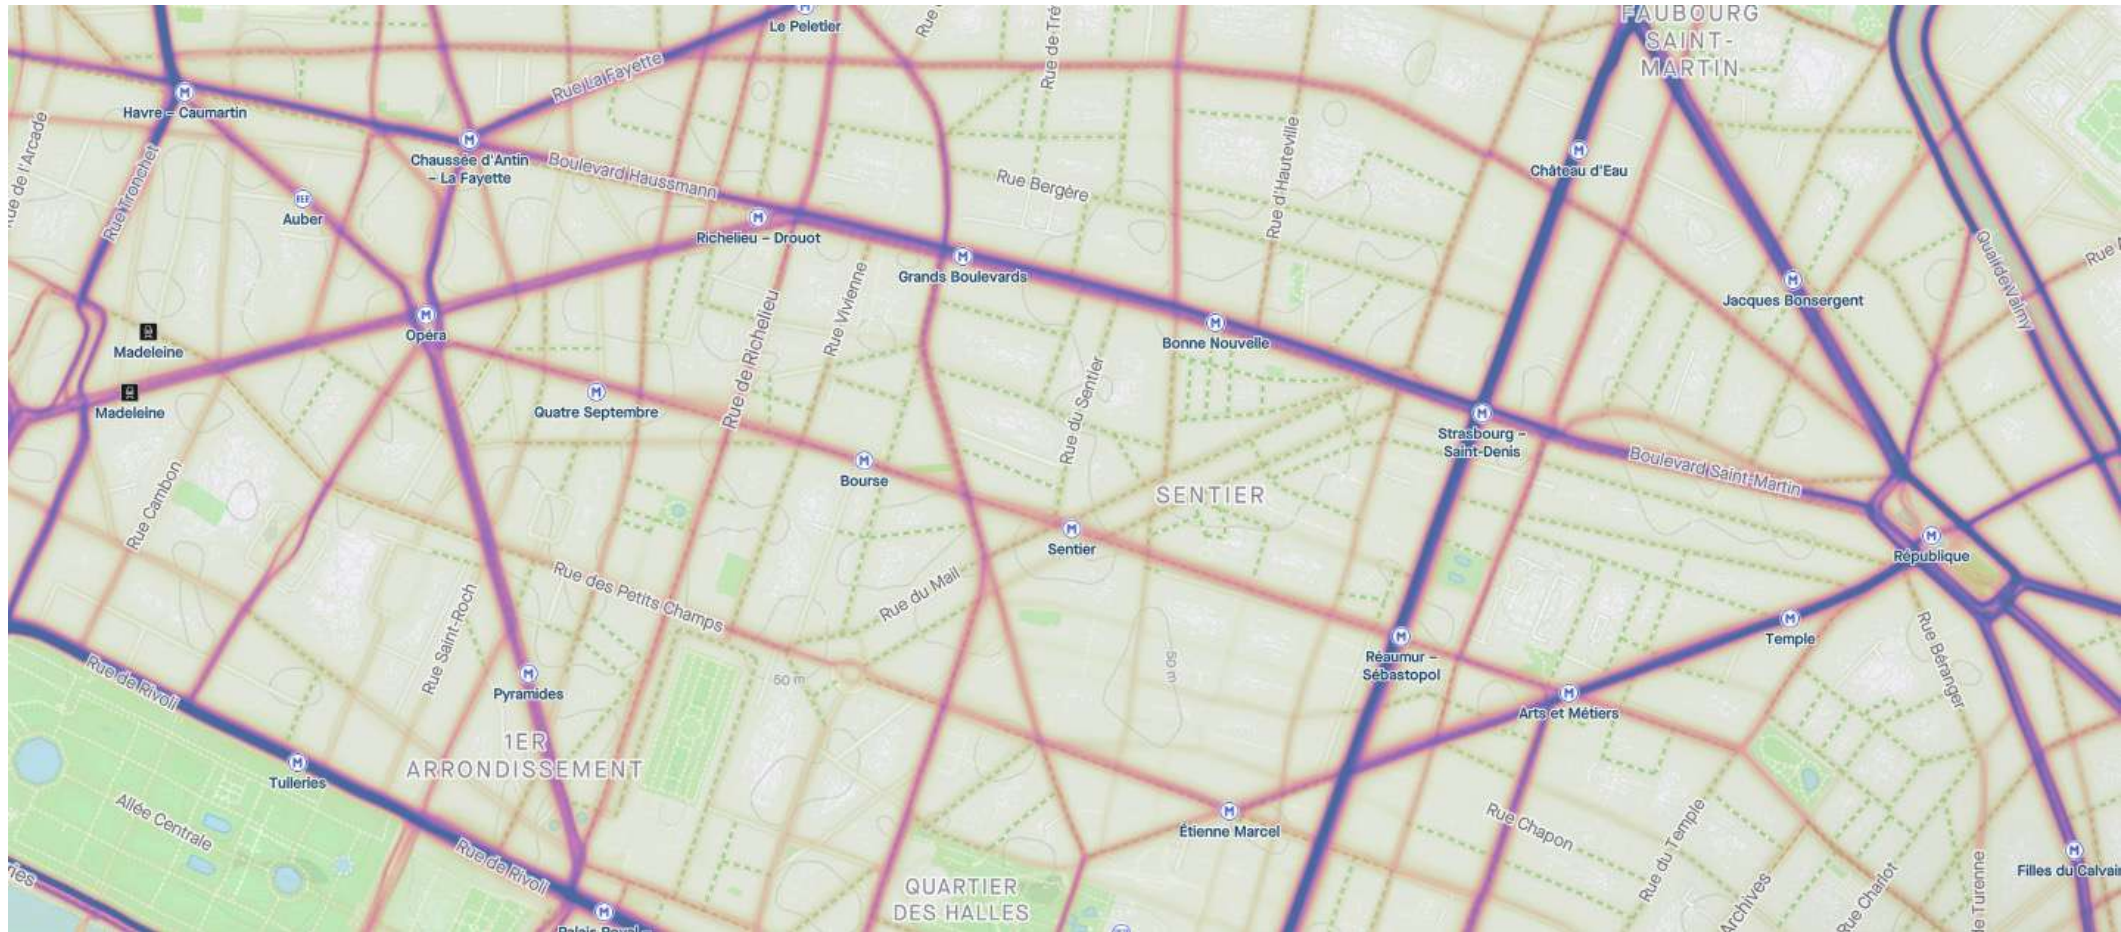 Le Peletier
FAUBOURG
SAINT-
MARTIN
Rue La Fayette
Havre – Caumartin
Rue de l'Arcade
Rue Tronchet
Chaussée d'Antin
– La Fayette
Boulevard Haussmann
Rue Bergère
Rue d'Hauteville
Château d'Eau
Auber
Richelieu – Drouot
Grands Boulevards
Quai de Valmy
Jacques Bonsergent
Opéra
Madeleine
Madeleine
Rue Vivienne
Rue de Richelieu
Bonne Nouvelle
Rue du Sentier
Quatre Septembre
Strasbourg –
Saint-Denis
Boulevard Saint-Martin
Bourse
SENTIER
Rue Cambon
Sentier
République
Rue des Petits Champs
Rue du Mail
Rue Saint-Roch
Temple
Rue Béranger
Réaumur –
Sébastopol
50 m
50 m
Rue de Rivoli
Pyramides
Arts et Métiers
1ER
ARRONDISSEMENT
Tuileries
Allée Centrale
Étienne Marcel
Rue Chapon
Rue du Temple
Rue de Rivoli
QUARTIER
DES HALLES
Archives
Rue Charlot
de Turenne
Filles du Calvair